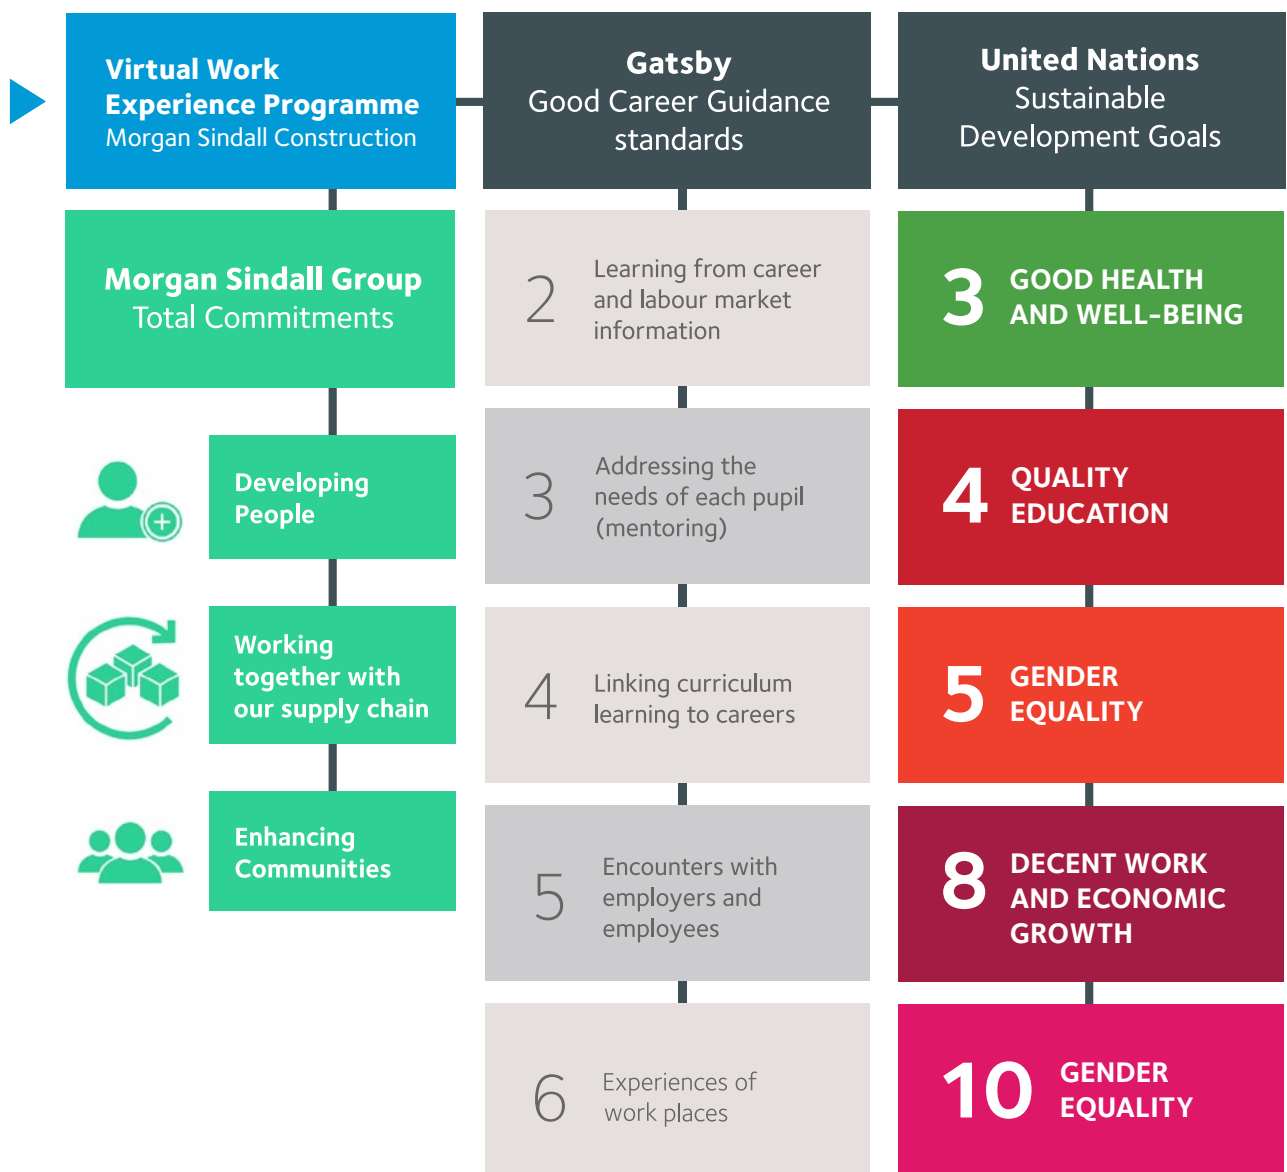 Virtual Work
Experience Programme
Morgan Sindall Construction
Morgan Sindall Group
Total Commitments
Developing
People
Working
together with
our supply chain
Enhancing
Communities
Gatsby
Good Career Guidance
standards
2
Learning from career
and labour market
information
3
Addressing the
needs of each pupil
(mentoring)
4
Linking curriculum
learning to careers
5
Encounters with
employers and
employees
6
Experiences of
work places
United Nations
Sustainable
Development Goals
3
GOOD HEALTH
AND WELL-BEING
4
QUALITY
EDUCATION
5
GENDER
EQUALITY
8
DECENT WORK
AND ECONOMIC
GROWTH
10
GENDER
EQUALITY